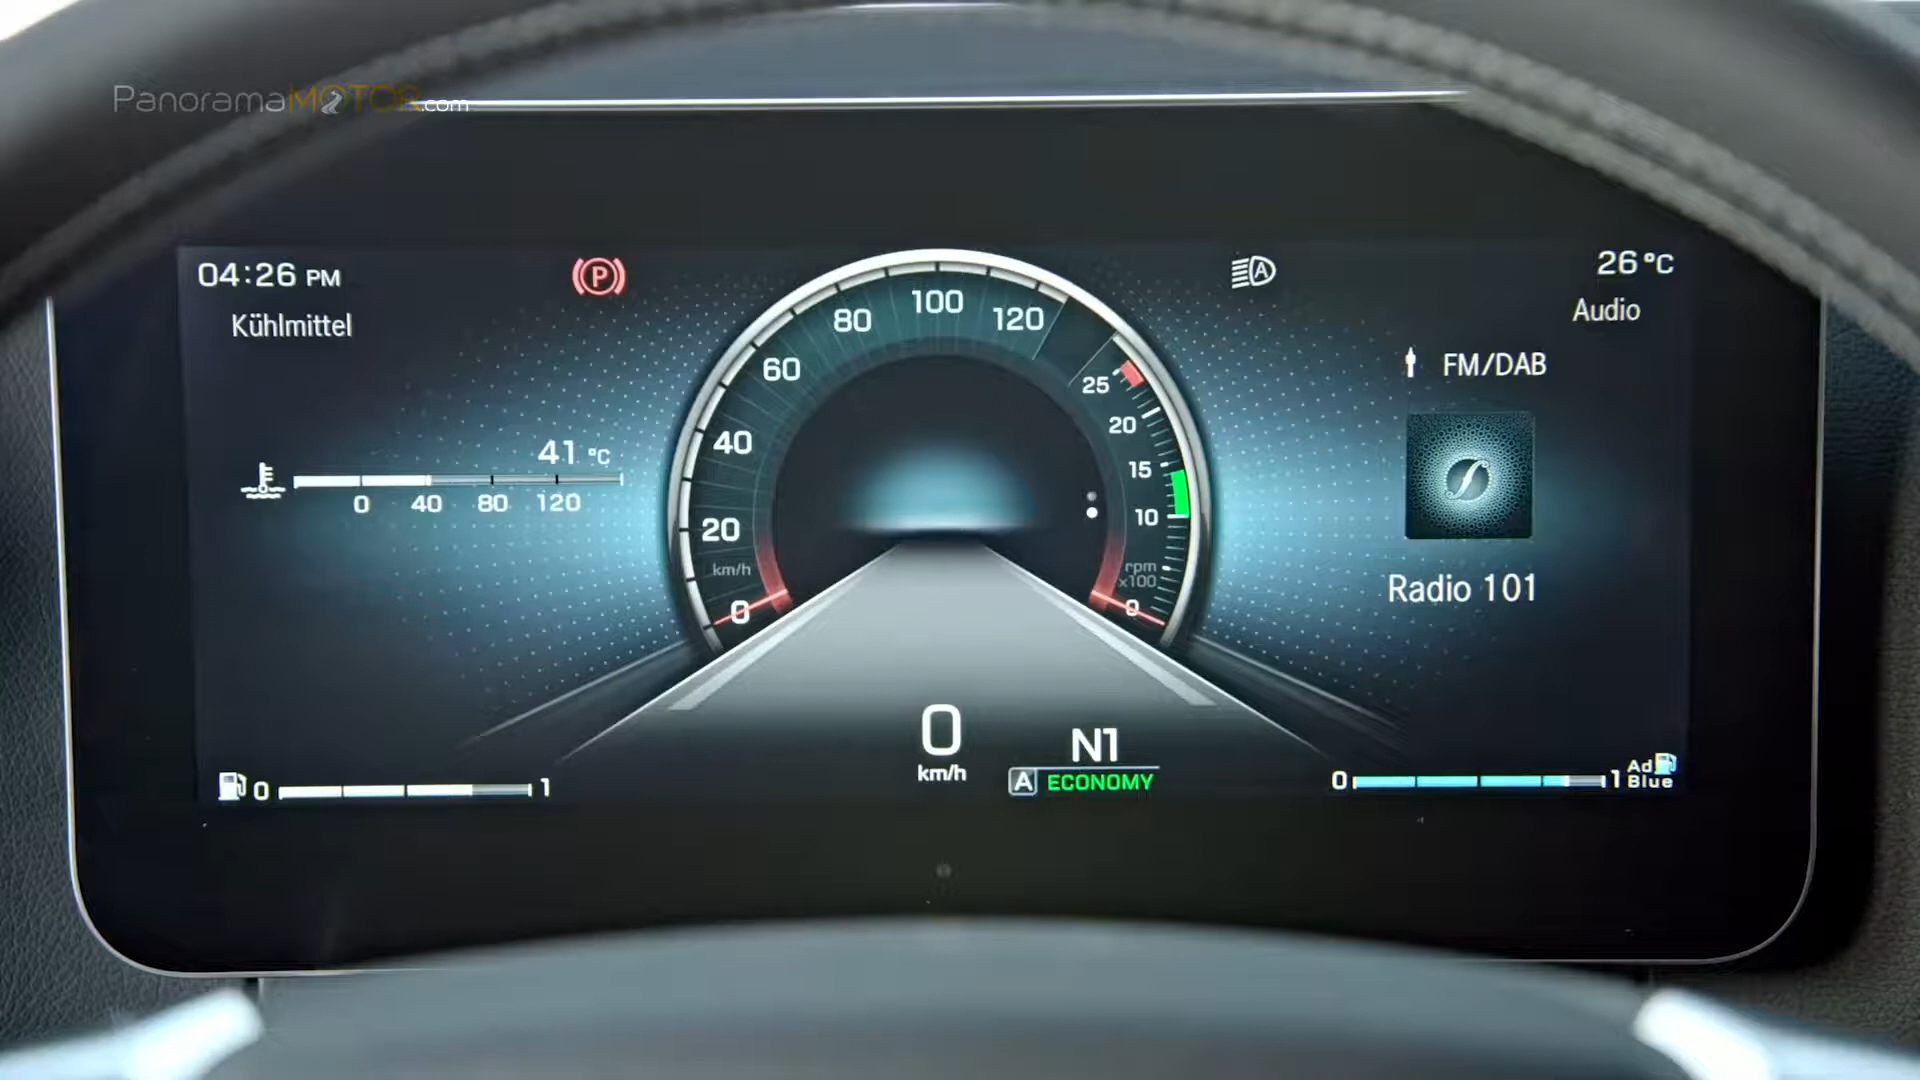 PanoramaMOTOR.com
04:26 PM
P
A
26 °C
Kühlmittel
Audio
FM/DAB
41 °C
0 40 80 120
0 20 40 60 80 100 120
km/h
25
20
15
10
rpm
x100
0
Radio 101
0
km/h
N1
A ECONOMY
0 1
0 1
Ad
Blue